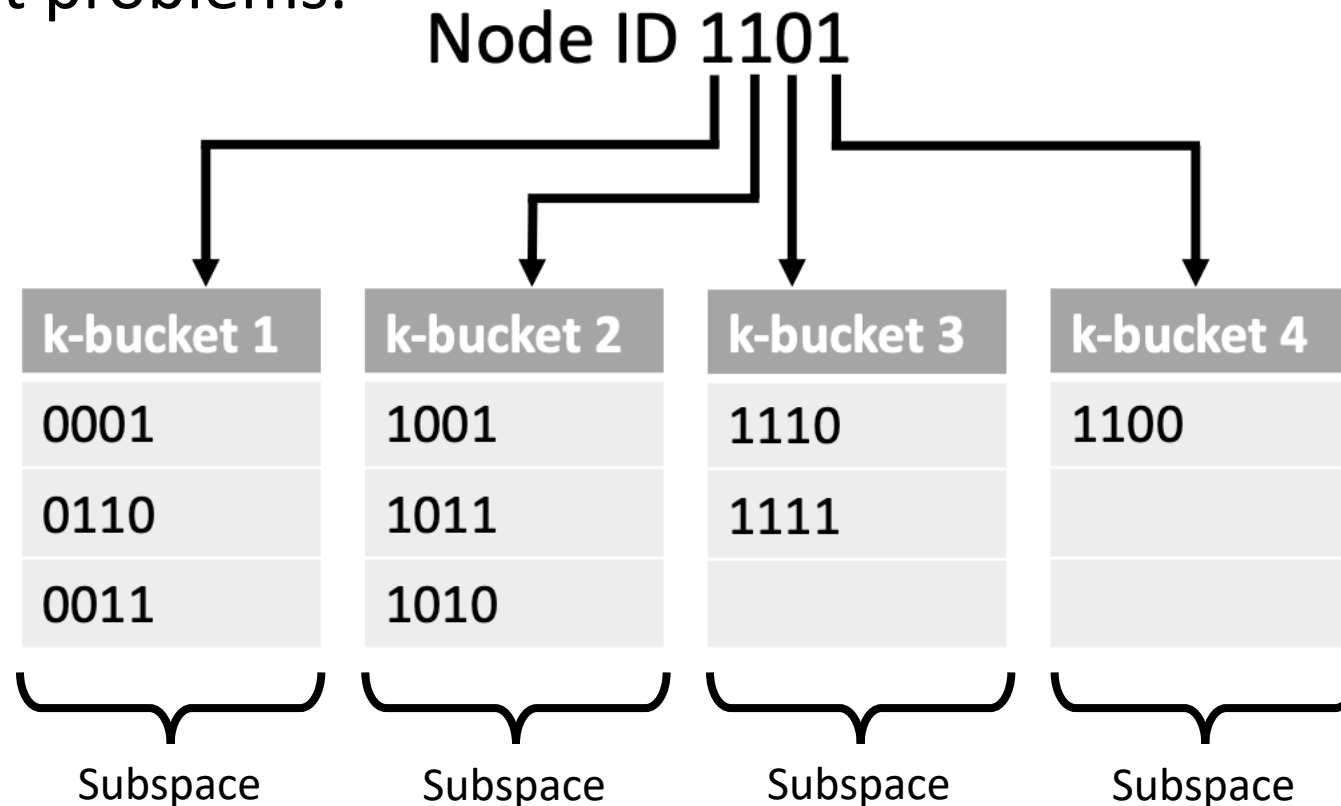 t problems.
Node ID 1101
k-bucket 1 k-bucket 2 k-bucket 3 k-bucket 4
0001 1001 1110 1100
0110 1011 1111
0011 1010
Subspace Subspace Subspace Subspace